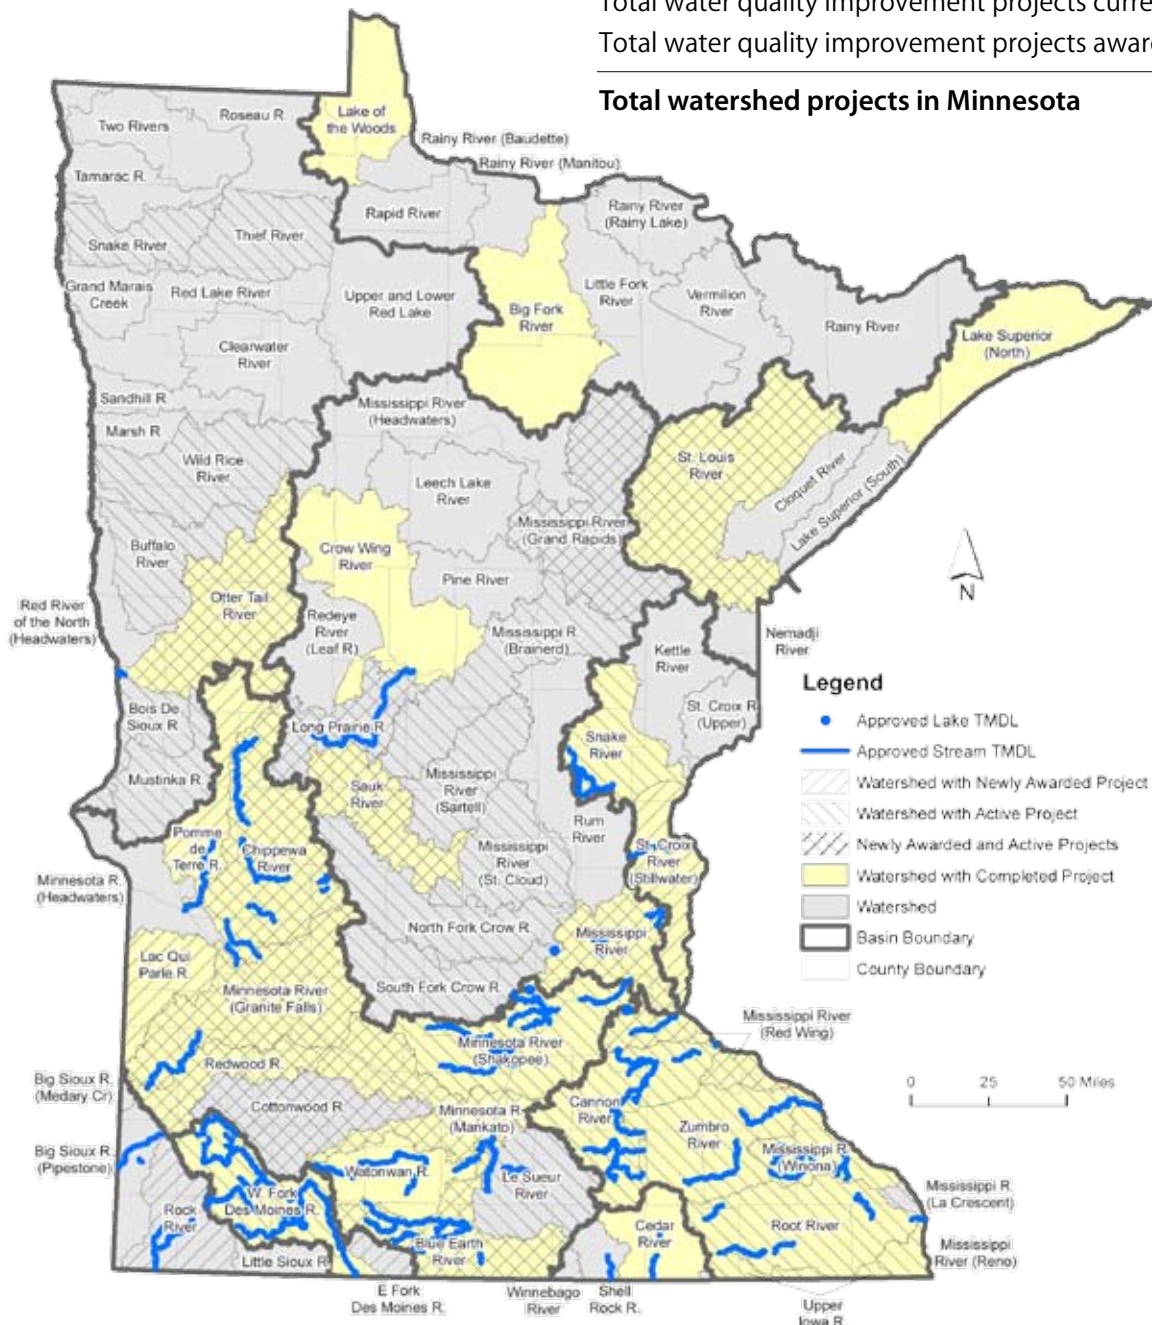 Total water quality improvement projects curre
Total water quality improvement projects award
Total watershed projects in Minnesota
Lake of
the Woods
Two Rivers
Roseau R.
Rainy River (Baudette)
Rainy River (Manitou)
Tamarac R.
Rapid River
Rainy River
(Rainy Lake)
Snake River
Thief River
Grand Marais
Creek
Red Lake River
Upper and Lower
Red Lake
Big Fork
River
Little Fork
River
Vermilion
River
Rainy River
Lake Superior
(North)
Clearwater
River
Sandhill R.
Mississippi River
(Headwaters)
Marsh R.
Wild Rice
River
Leech Lake
River
St. Louis
River
Cloquet River
Lake Superior (South)
Mississippi River
(Grand Rapids)
Buffalo
River
Crow Wing
River
Pine River
N
Red River
of the North
(Headwaters)
Otter Tail
River
Redeye
River
(Leaf R)
Mississippi R.
(Brainerd)
Kettle
River
Nemadji
River
Legend
Bois De
Sioux R.
Long Prairie R.
St. Croix R.
(Upper)
Approved Lake TMDL
Snake
River
Approved Stream TMDL
Mustinka R.
Sauk
River
Mississippi
River
(Sartell)
Watershed with Newly Awarded Project
Watershed with Active Project
Pomme
de
Terre R.
Chippewa
River
Mississippi
River
(St. Cloud)
Rum
River
St. Croix
River
(Stillwater)
Newly Awarded and Active Projects
Watershed with Completed Project
Minnesota R.
(Headwaters)
Watershed
North Fork Crow R.
Mississippi
River
Basin Boundary
Lac Qui
Parle R.
County Boundary
Minnesota River
(Granite Falls)
South Fork Crow R.
Mississippi River
(Red Wing)
Minnesota River
(Shakopee)
Redwood R.
Big Sioux R.
(Medary Cr)
0 25 50 Miles
Cottonwood R.
Minnesota R.
(Mankato)
Cannon
River
Zumbro
River
Big Sioux R.
(Pipestone)
Watonwan R.
Le Sueur
River
Mississippi R.
(Winona)
Mississippi R.
(La Crescent)
Rock
River
W. Fork
Des Moines R.
Cedar
River
Root River
Blue Earth
River
Mississippi
River (Reno)
Little Sioux R.
E Fork
Des Moines R.
Winnebago
River
Shell
Rock R.
Upper
Iowa R.